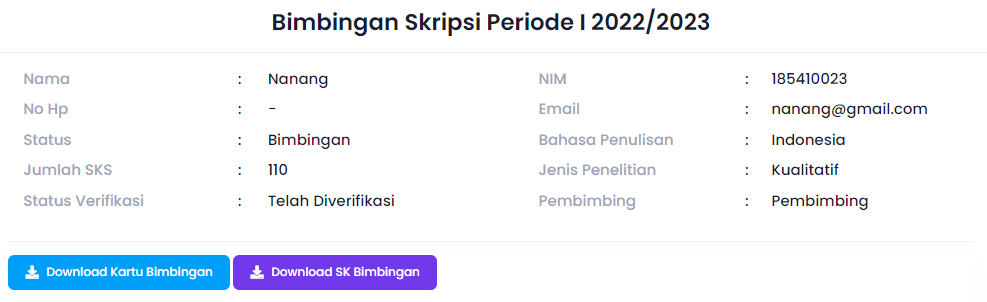 Bimbingan Skripsi Periode I 2022/2023
Nama : Nanang NIM : 185410023
No Hp : - Email : nanang@gmail.com
Status : Bimbingan Bahasa Penulisan : Indonesia
Jumlah SKS : 110 Jenis Penelitian : Kualitatif
Status Verifikasi : Telah Diverifikasi Pembimbing : Pembimbing
Download Kartu Bimbingan Download SK Bimbingan